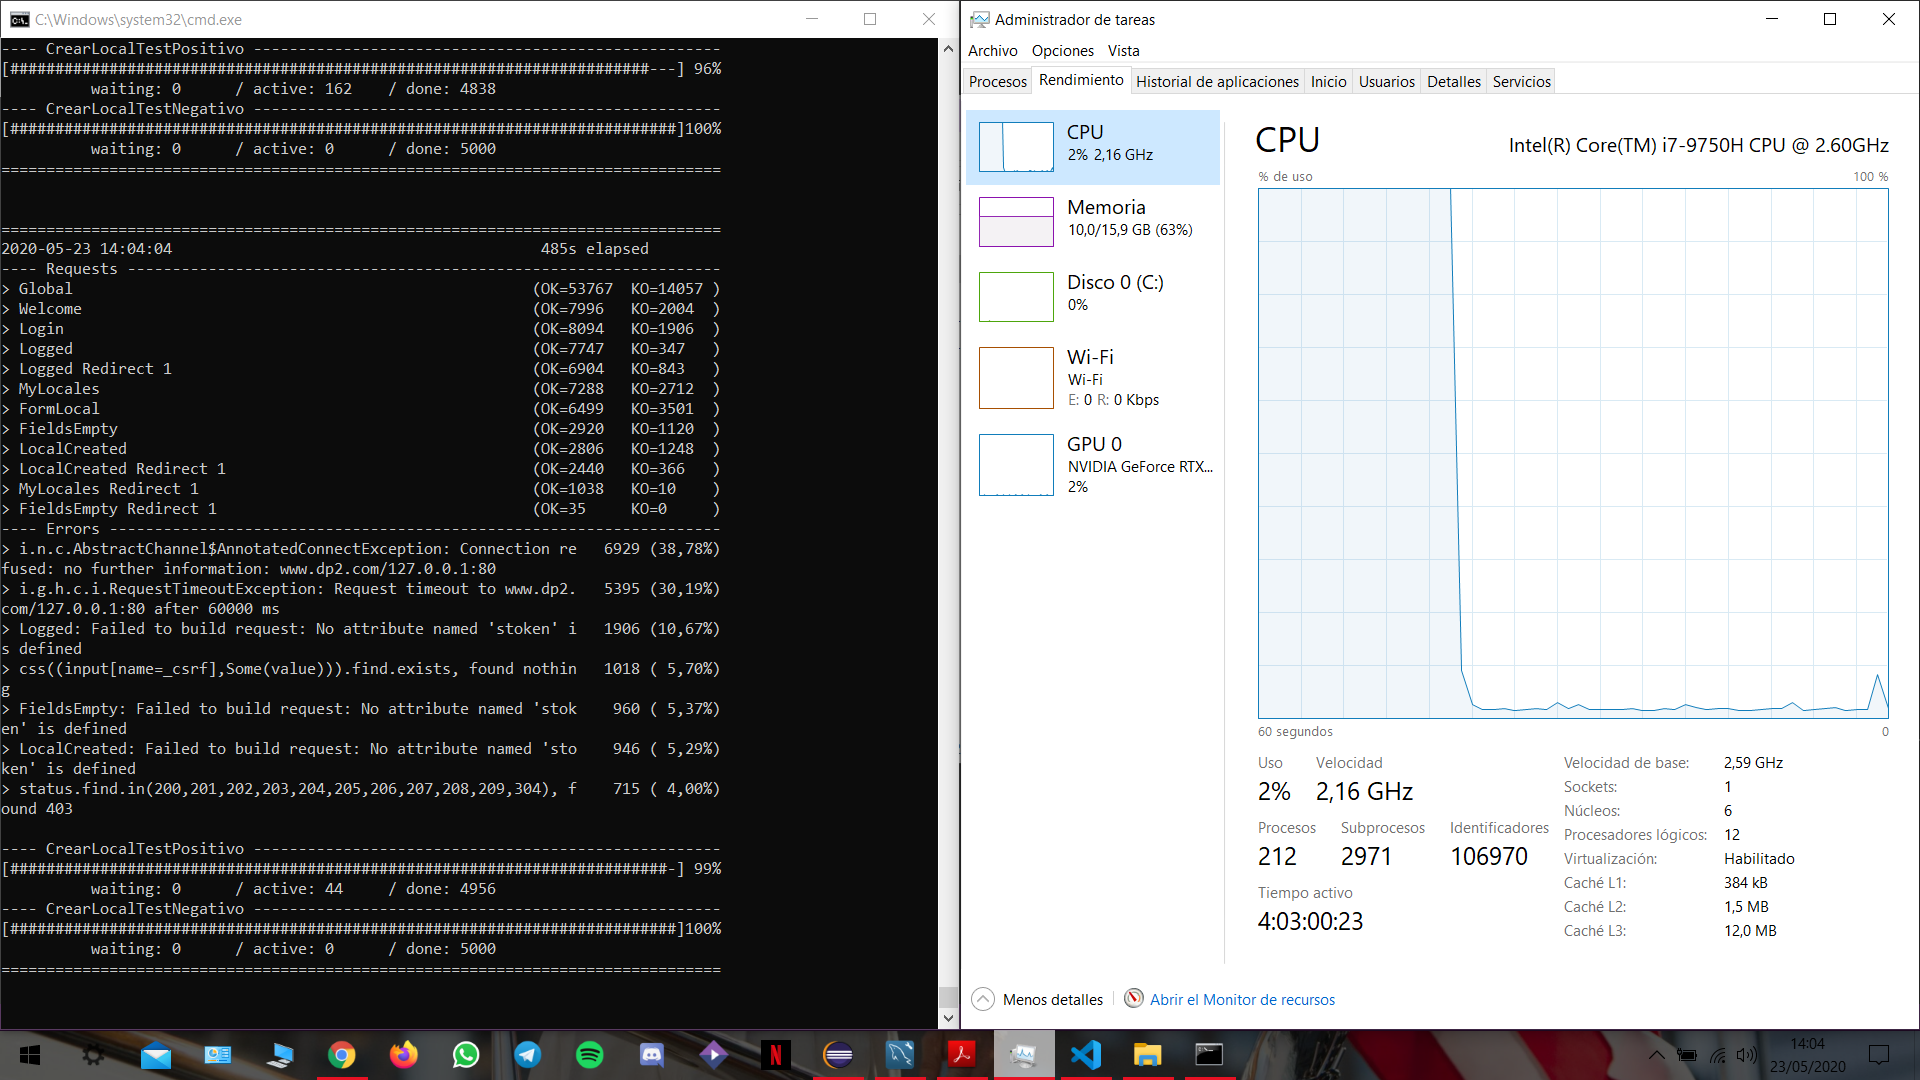 C:\Windows\system32\cmd.exe
---- CrearLocalTestPositivo ----------------------------------------------------
[#######################################################################---] 96%
waiting: 0 / active: 162 / done: 4838
---- CrearLocalTestNegativo ----------------------------------------------------
[##########################################################################]100%
waiting: 0 / active: 0 / done: 5000
================================================================================
================================================================================
2020-05-23 14:04:04 485s elapsed
---- Requests ------------------------------------------------------------------
> Global (OK=53767 KO=14057 )
> Welcome (OK=7996 KO=2004 )
> Login (OK=8094 KO=1906 )
> Logged (OK=7747 KO=347 )
> Logged Redirect 1 (OK=6904 KO=843 )
> MyLocales (OK=7288 KO=2712 )
> FormLocal (OK=6499 KO=3501 )
> FieldsEmpty (OK=2920 KO=1120 )
> LocalCreated (OK=2806 KO=1248 )
> LocalCreated Redirect 1 (OK=2440 KO=366 )
> MyLocales Redirect 1 (OK=1038 KO=10 )
> FieldsEmpty Redirect 1 (OK=35 KO=0 )
---- Errors --------------------------------------------------------------------
> i.n.c.AbstractChannel$AnnotatedConnectException: Connection re 6929 (38,78%)
fused: no further information: www.dp2.com/127.0.0.1:80
> i.g.h.c.i.RequestTimeoutException: Request timeout to www.dp2. 5395 (30,19%)
com/127.0.0.1:80 after 60000 ms
> Logged: Failed to build request: No attribute named 'stoken' i 1906 (10,67%)
s defined
> css((input[name=_csrf],Some(value))).find.exists, found nothin 1018 ( 5,70%)
g
> FieldsEmpty: Failed to build request: No attribute named 'stok 960 ( 5,37%)
en' is defined
> LocalCreated: Failed to build request: No attribute named 'sto 946 ( 5,29%)
ken' is defined
> status.find.in(200,201,202,203,204,205,206,207,208,209,304), f 715 ( 4,00%)
ound 403
---- CrearLocalTestPositivo ----------------------------------------------------
[#########################################################################-] 99%
waiting: 0 / active: 44 / done: 4956
---- CrearLocalTestNegativo ----------------------------------------------------
[##########################################################################]100%
waiting: 0 / active: 0 / done: 5000
================================================================================
Administrador de tareas
Archivo Opciones Vista
Procesos Rendimiento Historial de aplicaciones Inicio Usuarios Detalles Servicios
CPU
2% 2,16 GHz
Memoria
10,0/15,9 GB (63%)
Disco 0 (C:)
0%
Wi-Fi
Wi-Fi
E: 0 R: 0 Kbps
GPU 0
NVIDIA GeForce RTX...
2%
CPU Intel(R) Core(TM) i7-9750H CPU @ 2.60GHz
% de uso 100 %
60 segundos 0
Uso Velocidad
2% 2,16 GHz
Procesos Subprocesos Identificadores
212 2971 106970
Tiempo activo
4:03:00:23
Velocidad de base: 2,59 GHz
Sockets: 1
Núcleos: 6
Procesadores lógicos: 12
Virtualización: Habilitado
Caché L1: 384 kB
Caché L2: 1,5 MB
Caché L3: 12,0 MB
Menos detalles Abrir el Monitor de recursos
14:04
23/05/2020